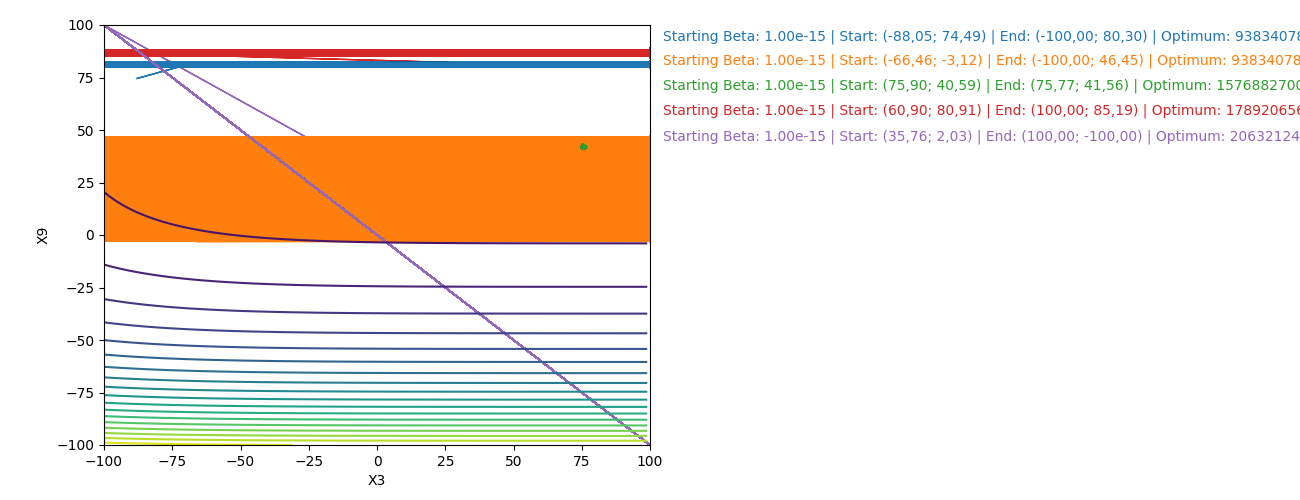 100
75
50
25
0
−25
−50
−75
−100
X9
−100
−75
−50
−25
0
25
50
75
100
X3
Starting Beta: 1.00e-15 | Start: (-88,05; 74,49) | End: (-100,00; 80,30) | Optimum: 93834078
Starting Beta: 1.00e-15 | Start: (-66,46; -3,12) | End: (-100,00; 46,45) | Optimum: 93834078
Starting Beta: 1.00e-15 | Start: (75,90; 40,59) | End: (75,77; 41,56) | Optimum: 1576882700
Starting Beta: 1.00e-15 | Start: (60,90; 80,91) | End: (100,00; 85,19) | Optimum: 178920656
Starting Beta: 1.00e-15 | Start: (35,76; 2,03) | End: (100,00; -100,00) | Optimum: 20632124